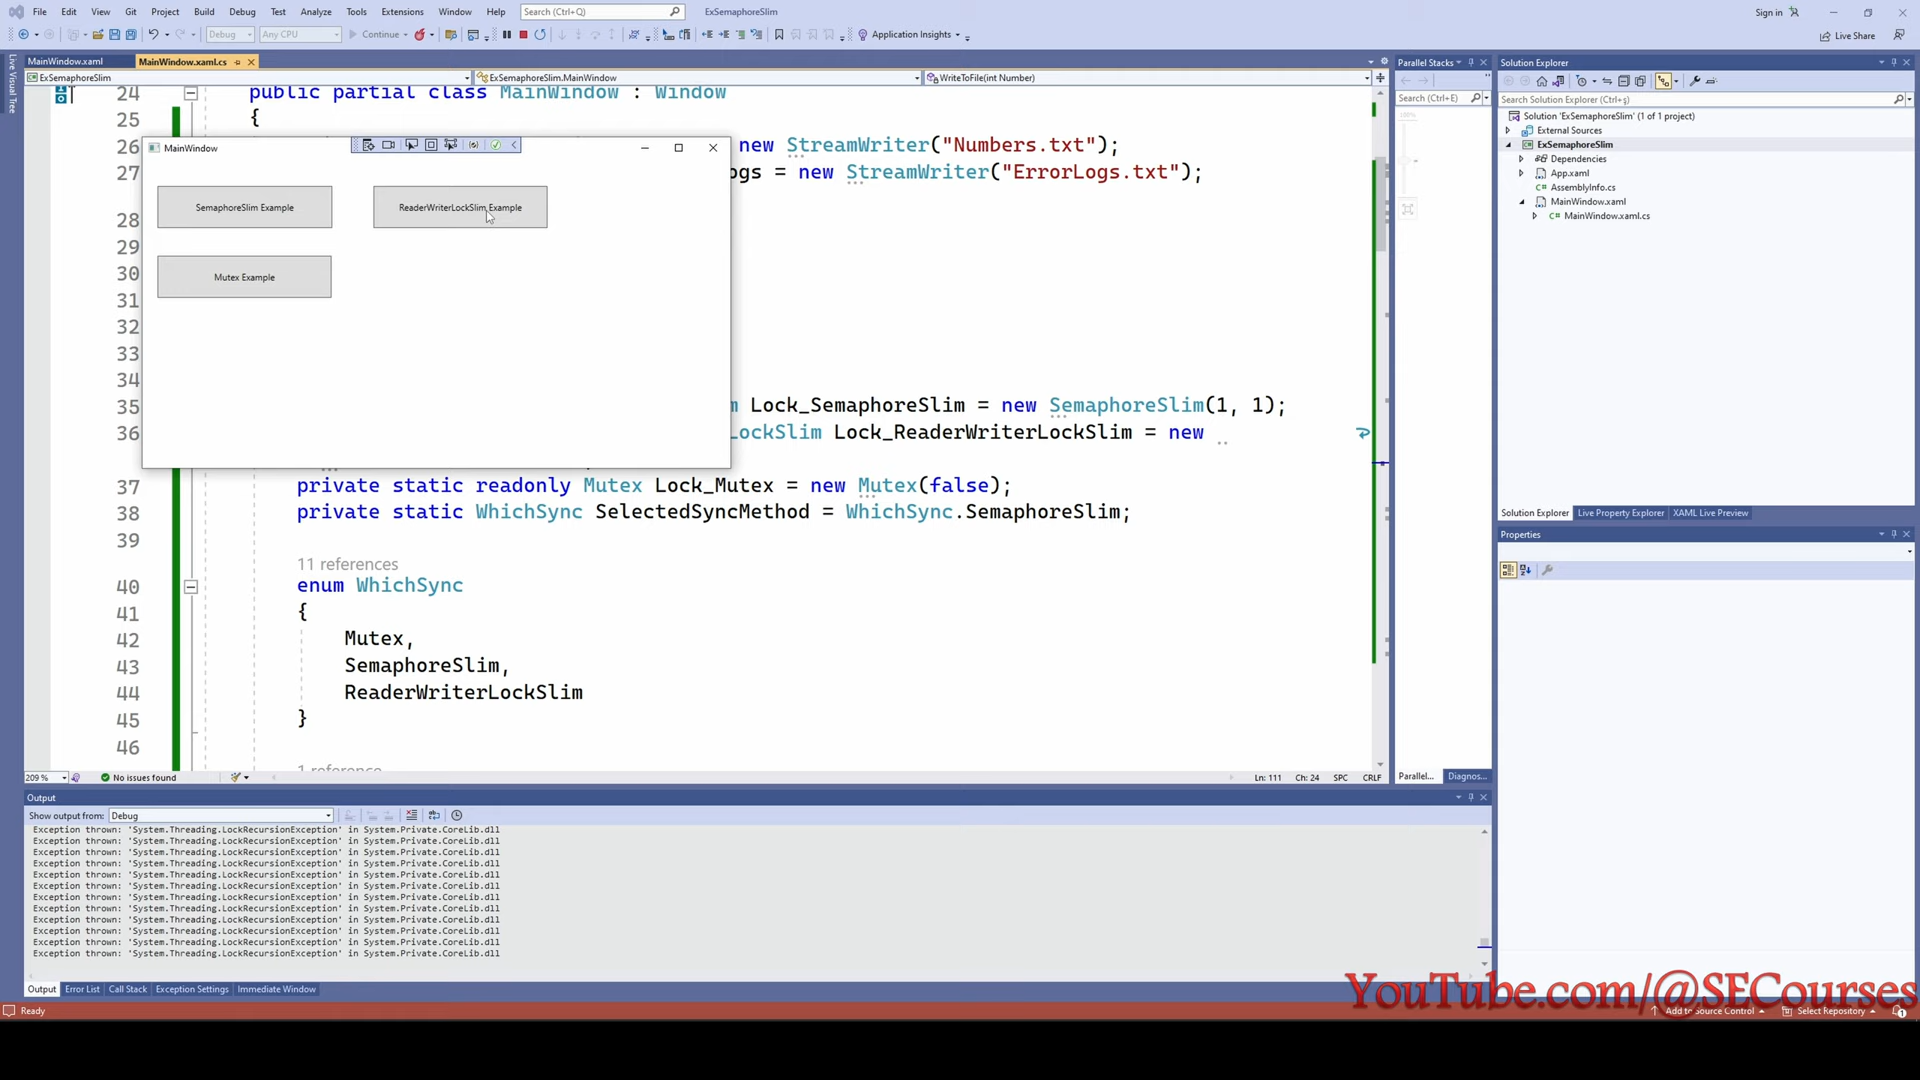 File Edit View Git Project Build Debug Test Analyze Tools Extensions Window Help Search (Ctrl+Q) ExSemaphoreSlim Sign in
Debug Any CPU Continue Application Insights Live Share
Live Visual Tree
MainWindow.xaml MainWindow.xaml.cs
ExSemaphoreSlim ExSemaphoreSlim.MainWindow WriteToFile(int Number)
24 public partial class MainWindow : Window
25 {
26 new StreamWriter("Numbers.txt");
27 ogs = new StreamWriter("ErrorLogs.txt");
28
29
30
31
32
33
34
35 m Lock_SemaphoreSlim = new SemaphoreSlim(1, 1);
36 LockSlim Lock_ReaderWriterLockSlim = new
37 private static readonly Mutex Lock_Mutex = new Mutex(false);
38 private static WhichSync SelectedSyncMethod = WhichSync.SemaphoreSlim;
39
11 references
40 enum WhichSync
41 {
42 Mutex,
43 SemaphoreSlim,
44 ReaderWriterLockSlim
45 }
46
1 reference
MainWindow
SemaphoreSlim Example ReaderWriterLockSlim Example
Mutex Example
209 % No issues found Ln: 111 Ch: 24 SPC CRLF
Parallel Stacks
Search (Ctrl+E)
100%
Parallel... Diagnos...
Solution Explorer
Search Solution Explorer (Ctrl+ş)
Solution 'ExSemaphoreSlim' (1 of 1 project)
External Sources
ExSemaphoreSlim
Dependencies
App.xaml
AssemblyInfo.cs
MainWindow.xaml
MainWindow.xaml.cs
Solution Explorer Live Property Explorer XAML Live Preview
Properties
Output
Show output from: Debug
Exception thrown: 'System.Threading.LockRecursionException' in System.Private.CoreLib.dll
Exception thrown: 'System.Threading.LockRecursionException' in System.Private.CoreLib.dll
Exception thrown: 'System.Threading.LockRecursionException' in System.Private.CoreLib.dll
Exception thrown: 'System.Threading.LockRecursionException' in System.Private.CoreLib.dll
Exception thrown: 'System.Threading.LockRecursionException' in System.Private.CoreLib.dll
Exception thrown: 'System.Threading.LockRecursionException' in System.Private.CoreLib.dll
Exception thrown: 'System.Threading.LockRecursionException' in System.Private.CoreLib.dll
Exception thrown: 'System.Threading.LockRecursionException' in System.Private.CoreLib.dll
Exception thrown: 'System.Threading.LockRecursionException' in System.Private.CoreLib.dll
Exception thrown: 'System.Threading.LockRecursionException' in System.Private.CoreLib.dll
Exception thrown: 'System.Threading.LockRecursionException' in System.Private.CoreLib.dll
Exception thrown: 'System.Threading.LockRecursionException' in System.Private.CoreLib.dll
Output Error List Call Stack Exception Settings Immediate Window
YouTube.com/@SECourses
Ready Add to Source Control Select Repository 1